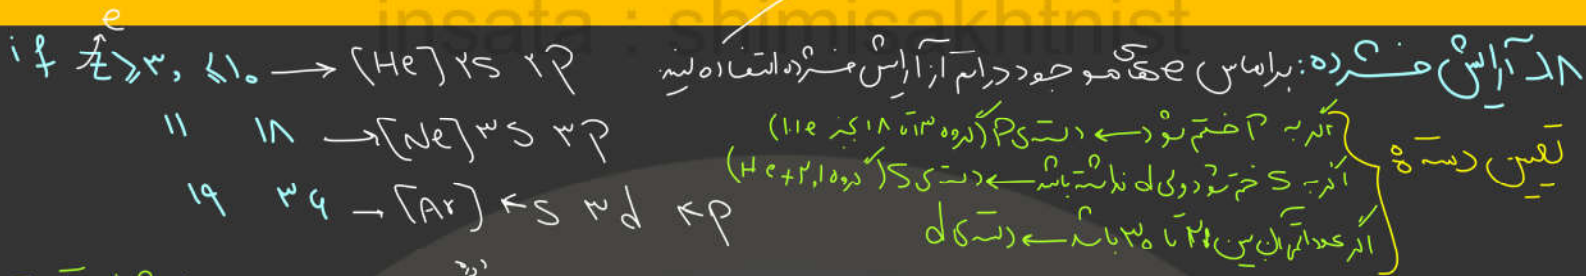 insata : shimisakhtnist
۸ـ آرایش فشرده: براساس e های موجود در اتم از آرایش فشرده استفاده کنید
if Z ≥ ۳, ≤ ۱۰ → [He] ۲s ۲p
e
۱۱ ۱۸ → [Ne] ۳s ۳p
۱۹ ۳۶ → [Ar] ۴s ۳d ۴p
تعیین دسته
اگر به P ختم شود ← دسته ی P (گروه ۱۳ تا ۱۸ بجز He)
اگر به S ختم شود ولی d نداشته باشد ← دسته ی S (گروه ۱,۲ + He)
اگر عدد اتمی آن بین ۲۱ تا ۳۰ باشد ← دسته ی d